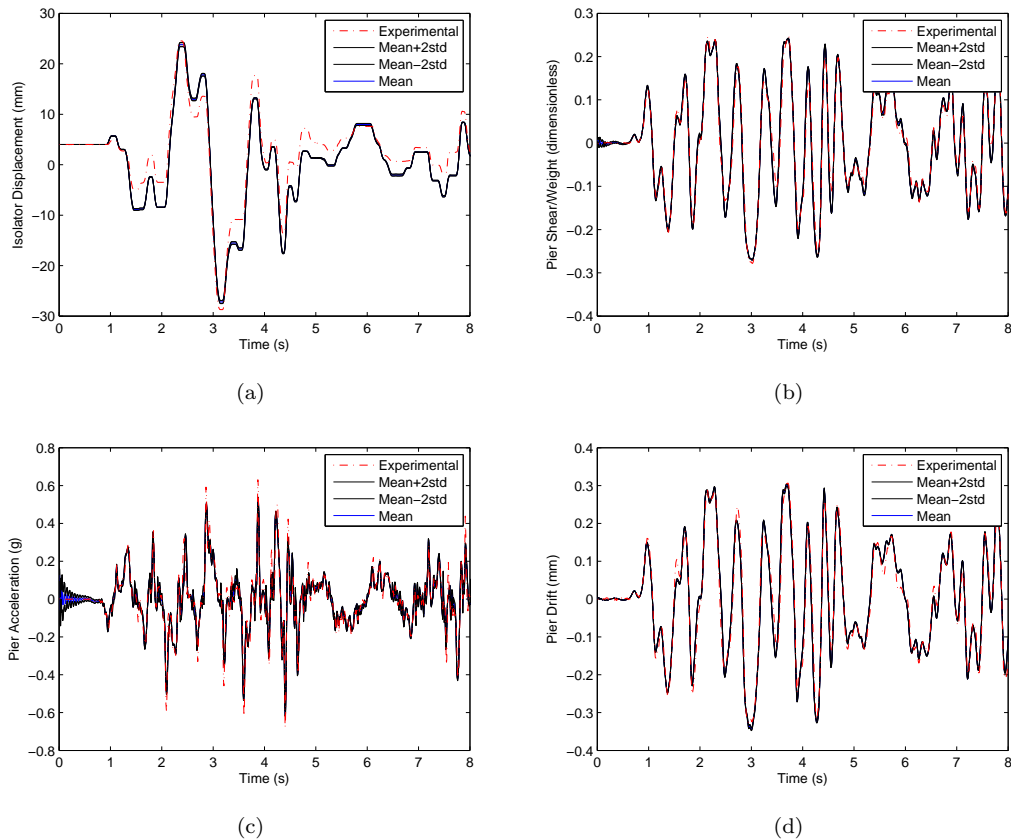 30
20
10
0
−10
−20
−30
0 1 2 3 4 5 6 7 8
Isolator Displacement (mm)
Time (s)
Experimental
Mean+2std
Mean−2std
Mean
(a)
0.3
0.2
0.1
0
−0.1
−0.2
−0.3
−0.4
0 1 2 3 4 5 6 7 8
Pier Shear/Weight (dimensionless)
Time (s)
Experimental
Mean+2std
Mean−2std
Mean
(b)
0.8
0.6
0.4
0.2
0
−0.2
−0.4
−0.6
−0.8
0 1 2 3 4 5 6 7 8
Pier Acceleration (g)
Time (s)
Experimental
Mean+2std
Mean−2std
Mean
(c)
0.4
0.3
0.2
0.1
0
−0.1
−0.2
−0.3
−0.4
0 1 2 3 4 5 6 7 8
Pier Drift (mm)
Time (s)
Experimental
Mean+2std
Mean−2std
Mean
(d)